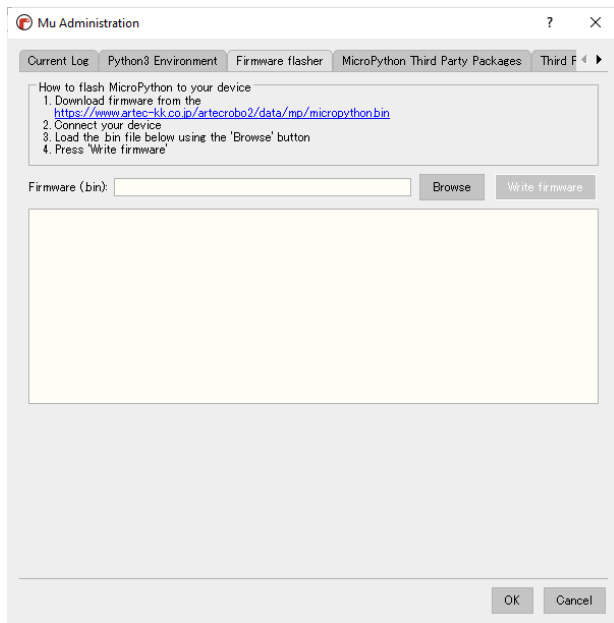 Mu Administration
?
Current Log
Python3 Environment
Firmware flasher
MicroPython Third Party Packages
Third
How to flash MicroPython to your device
1. Download firmware from the
https://www.artec-kk.co.jp/artecrobo2/data/mp/micropython.bin
2. Connect your device
3. Load the .bin file below using the 'Browse' button
4. Press 'Write firmware'
Firmware (.bin):
Browse
Write firmware
OK
Cancel